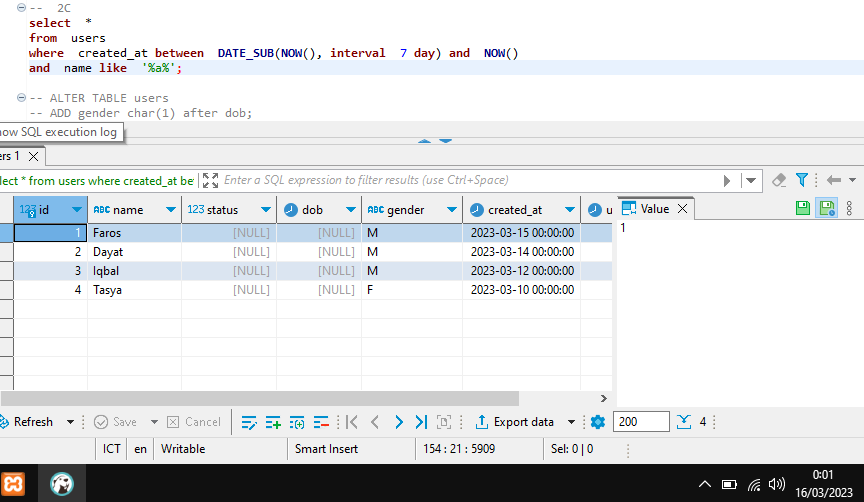 -- 2C
select *
from users
where created_at between DATE_SUB(NOW(), interval 7 day) and NOW()
and name like '%a%';
-- ALTER TABLE users
-- ADD gender char(1) after dob;
how SQL execution log
ers 1
lect * from users where created_at be
Enter a SQL expression to filter results (use Ctrl+Space)
123 id ABC name 123 status dob ABC gender created_at u
Value
1 Faros [NULL] [NULL] M 2023-03-15 00:00:00
1
2 Dayat [NULL] [NULL] M 2023-03-14 00:00:00
3 Iqbal [NULL] [NULL] M 2023-03-12 00:00:00
4 Tasya [NULL] [NULL] F 2023-03-10 00:00:00
Refresh Save Cancel Export data 200 4
ICT en Writable Smart Insert 154 : 21 : 5909 Sel: 0 | 0
0:01
16/03/2023